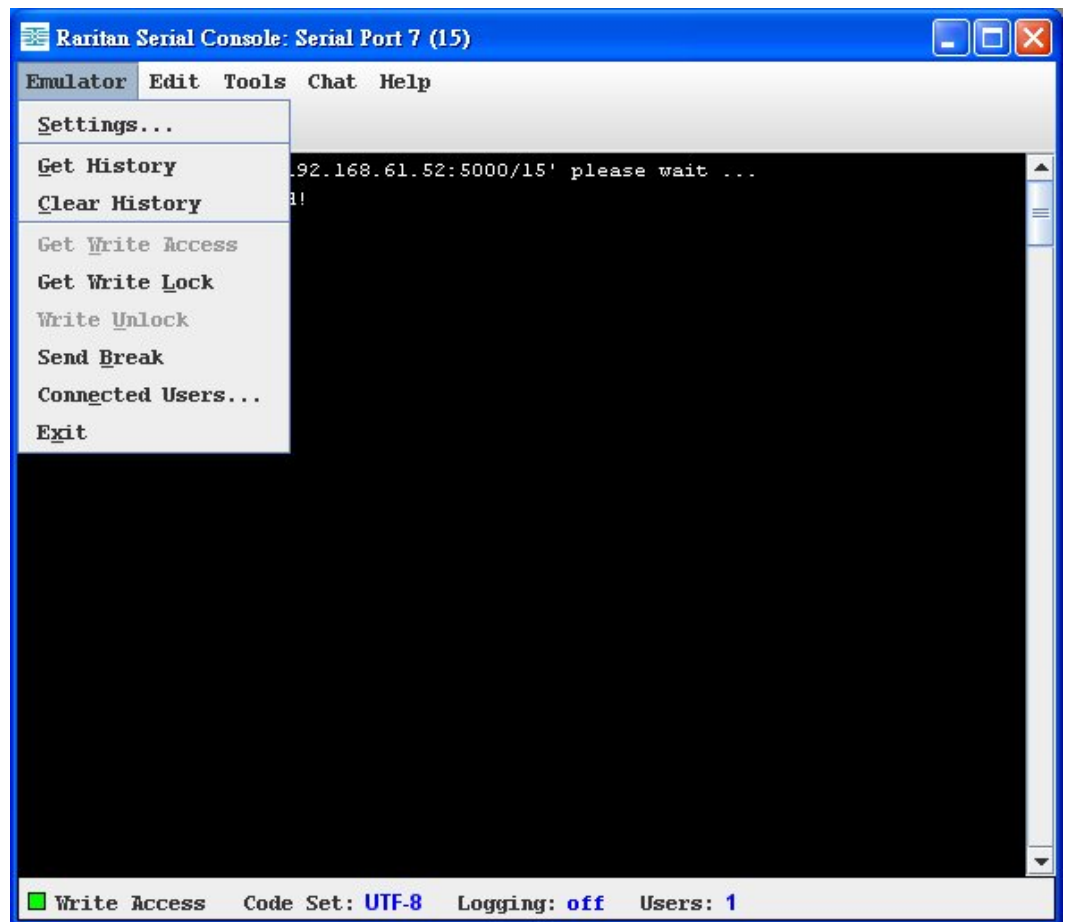 Raritan Serial Console: Serial Port 7 (15)
Emulator Edit Tools Chat Help
Settings...
Get History
.92.168.61.52:5000/15' please wait ...
Clear History
!
Get Write Access
Get Write Lock
Write Unlock
Send Break
Connected Users...
Exit
Write Access Code Set: UTF-8 Logging: off Users: 1